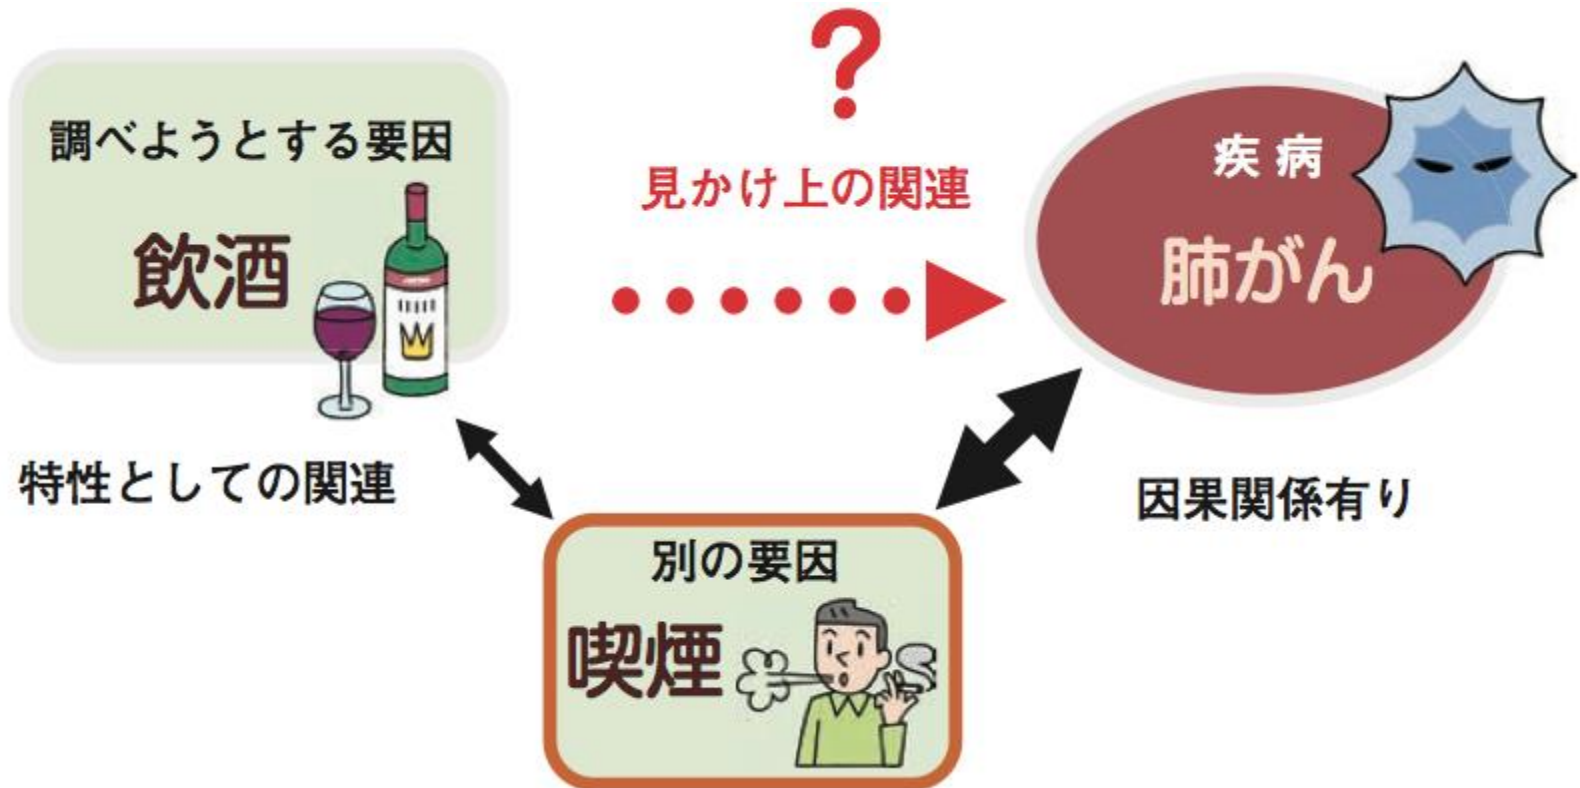 ?
調べようとする要因
飲酒
見かけ上の関連
疾病
肺がん
特性としての関連
因果関係有り
別の要因
喫煙